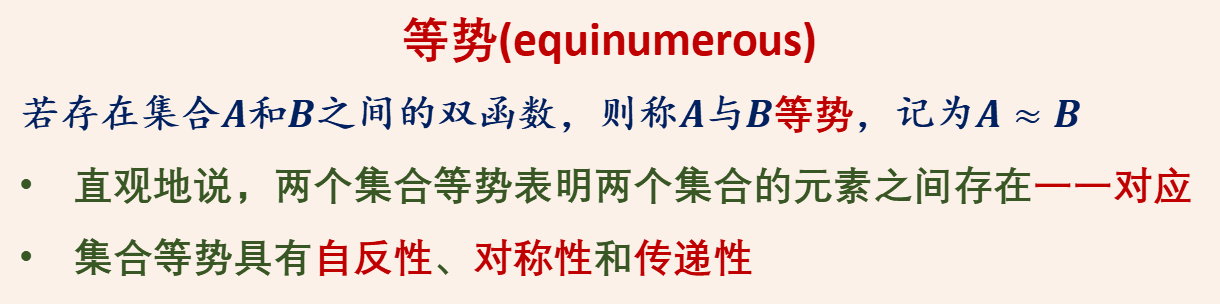 等势(equinumerous)
若存在集合A和B之间的双函数，则称A与B等势，记为A ≈ B
• 直观地说，两个集合等势表明两个集合的元素之间存在一一对应
• 集合等势具有自反性、对称性和传递性